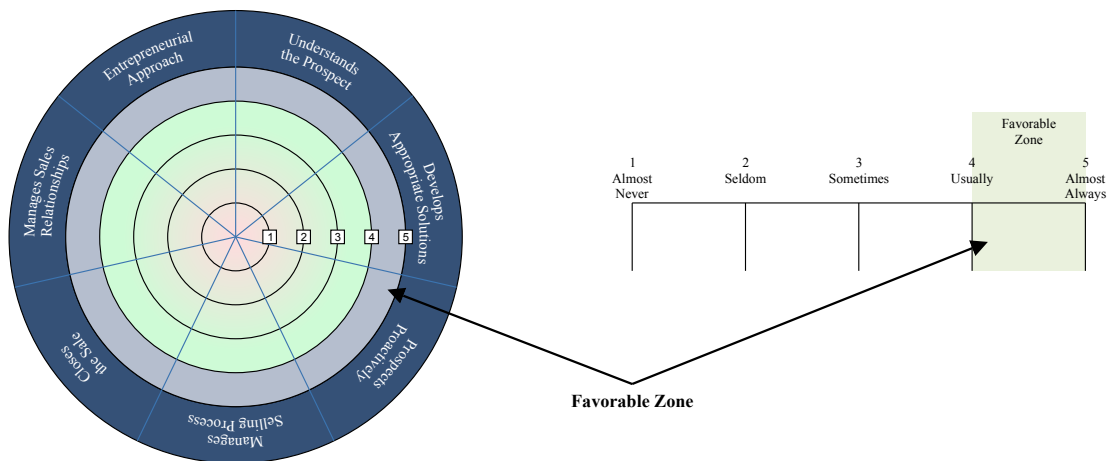 Entrepreneurial
Approach
Understands
the Prospect
Develops
Appropriate Solutions
Prospects
Proactively
Manages
Selling Process
Closes
the Sale
Manages Sales
Relationships
1
2
3
4
5
Favorable
Zone
1
Almost
Never
2
Seldom
3
Sometimes
4
Usually
5
Almost
Always
Favorable Zone